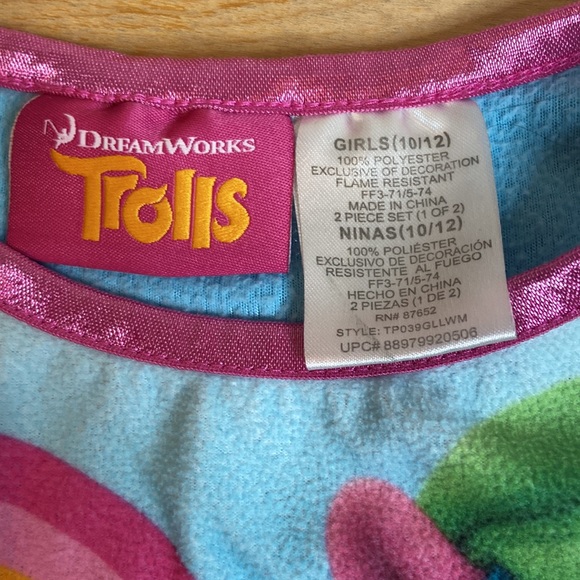 DREAMWORKS
Trolls
GIRLS(10/12)
100% POLYESTER
EXCLUSIVE OF DECORATION
FLAME RESISTANT
FF3-71/5-74
MADE IN CHINA
2 PIECE SET (1 OF 2)
NINAS(10/12)
100% POLIÉSTER
EXCLUSIVO DE DECORACIÓN
RESISTENTE AL FUEGO
FF3-71/5-74
HECHO EN CHINA
2 PIEZAS (1 DE 2)
RN# 87652
STYLE: TP039GLLWM
UPC# 88979920506